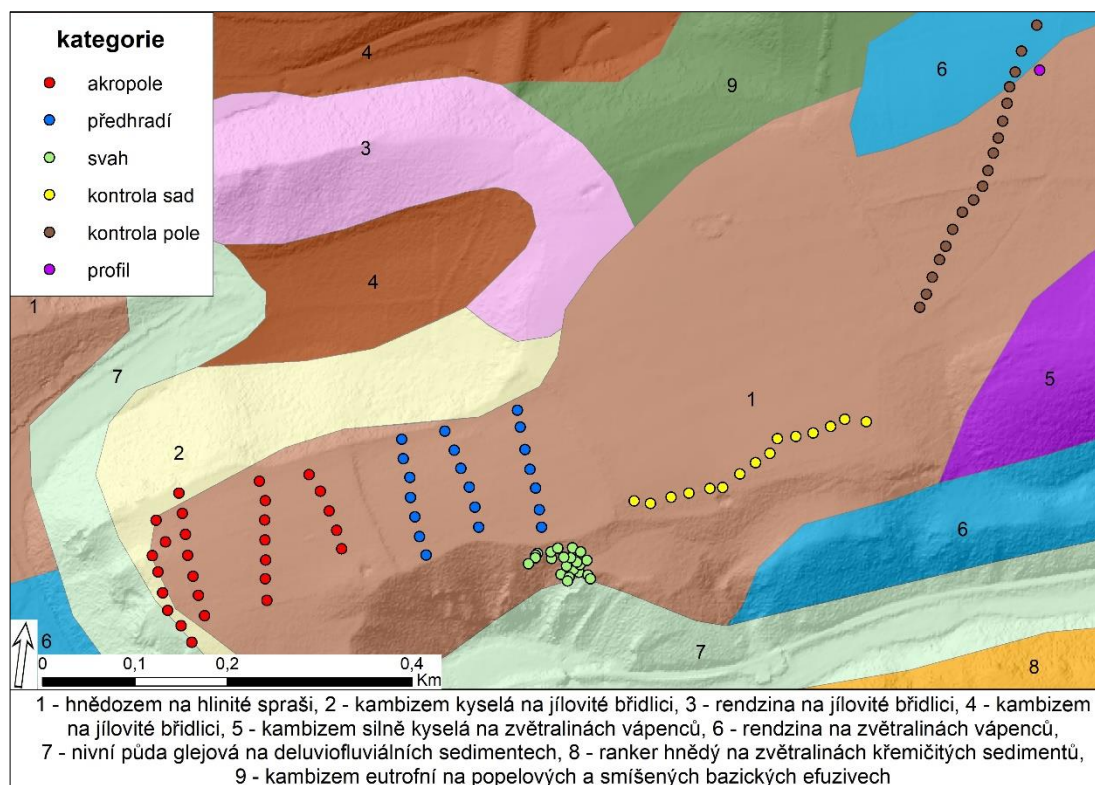 kategorie
akropole
předhradí
svah
kontrola sad
kontrola pole
profil
4
9
6
3
4
1
7
5
1
2
6
6
7
8
0
0,1
0,2
0,4
Km
1 - hnědozem na hlinité spraši, 2 - kambizem kyselá na jílovité břidlici, 3 - rendzina na jílovité břidlici, 4 - kambizem
na jílovité břidlici, 5 - kambizem silně kyselá na zvětralinách vápenců, 6 - rendzina na zvětralinách vápenců,
7 - nivní půda glejová na deluviofluviálních sedimentech, 8 - ranker hnědý na zvětralinách křemičitých sedimentů,
9 - kambizem eutrofní na popelových a smíšených bazických efuzivech